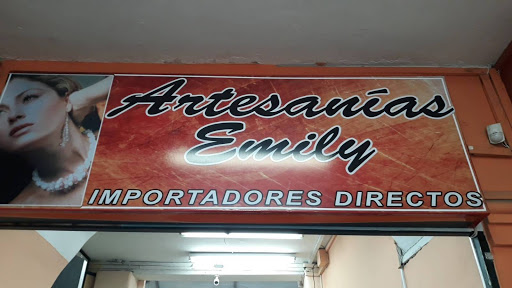 Artesanías
Emily
IMPORTADORES DIRECTOS